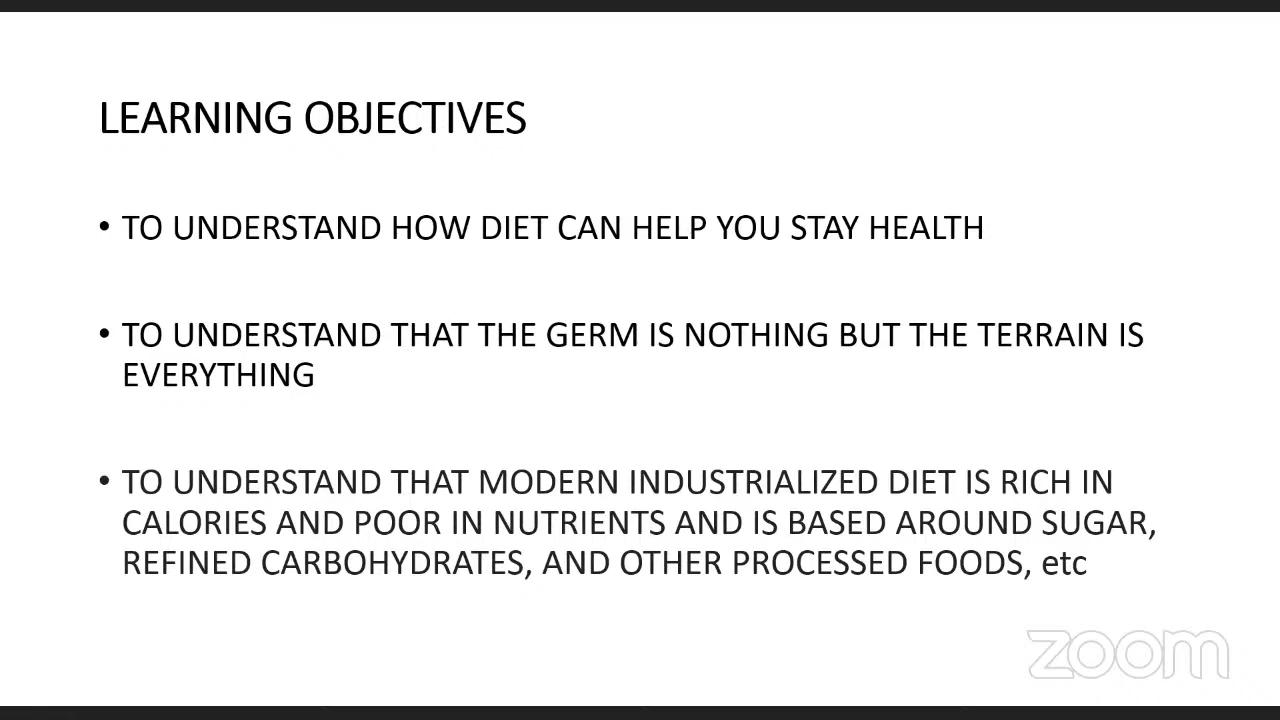 LEARNING OBJECTIVES
• TO UNDERSTAND HOW DIET CAN HELP YOU STAY HEALTH
• TO UNDERSTAND THAT THE GERM IS NOTHING BUT THE TERRAIN IS
EVERYTHING
• TO UNDERSTAND THAT MODERN INDUSTRIALIZED DIET IS RICH IN
CALORIES AND POOR IN NUTRIENTS AND IS BASED AROUND SUGAR,
REFINED CARBOHYDRATES, AND OTHER PROCESSED FOODS, etc
zoom